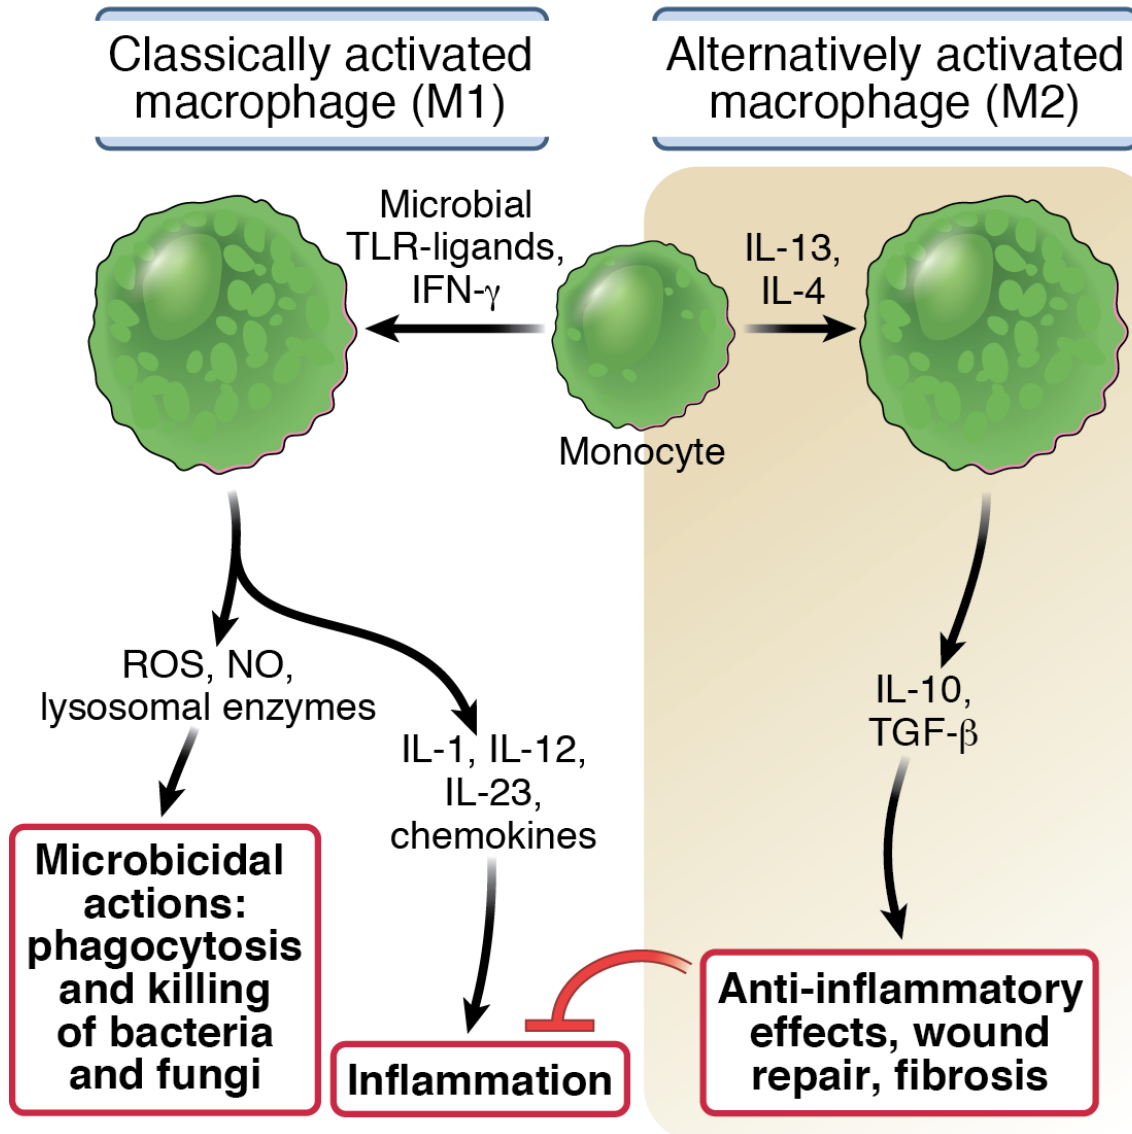 Classically activated
macrophage (M1)
Alternatively activated
macrophage (M2)
Microbial
TLR-ligands,
IFN-γ
IL-13,
IL-4
Monocyte
ROS, NO,
lysosomal enzymes
IL-1, IL-12,
IL-23,
chemokines
IL-10,
TGF-β
Microbicidal
actions:
phagocytosis
and killing
of bacteria
and fungi
Inflammation
Anti-inflammatory
effects, wound
repair, fibrosis